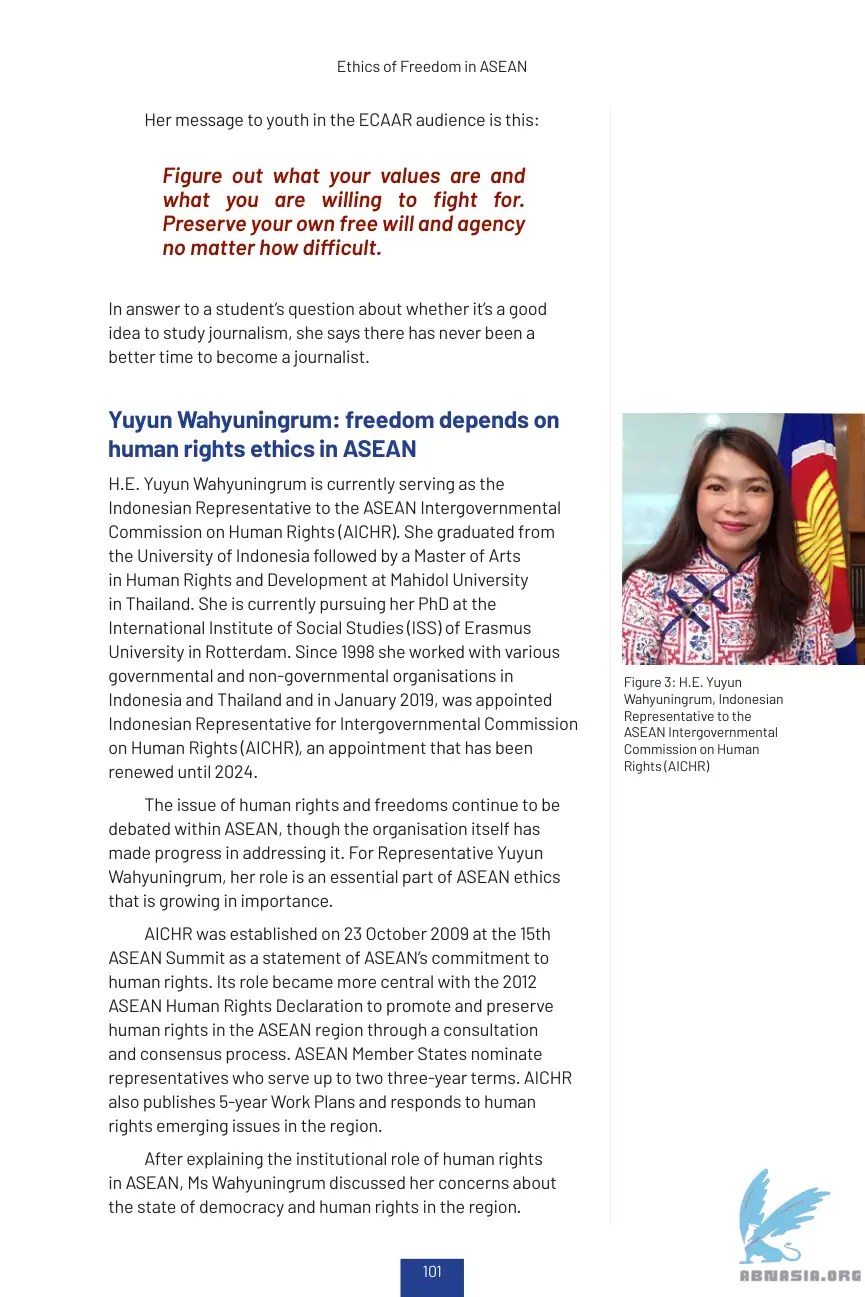 Ethics of Freedom in ASEAN
Her message to youth in the ECAAR audience is this:
Figure out what your values are and
what you are willing to fight for.
Preserve your own free will and agency
no matter how difficult.
In answer to a student's question about whether it's a good
idea to study journalism, she says there has never been a
better time to become a journalist.
Yuyun Wahyuningrum: freedom depends on
human rights ethics in ASEAN
H.E. Yuyun Wahyuningrum is currently serving as the
Indonesian Representative to the ASEAN Intergovernmental
Commission on Human Rights (AICHR). She graduated from
the University of Indonesia followed by a Master of Arts
in Human Rights and Development at Mahidol University
in Thailand. She is currently pursuing her PhD at the
International Institute of Social Studies (ISS) of Erasmus
University in Rotterdam. Since 1998 she worked with various
governmental and non-governmental organisations in
Indonesia and Thailand and in January 2019, was appointed
Indonesian Representative for Intergovernmental Commission
on Human Rights (AICHR), an appointment that has been
renewed until 2024.
The issue of human rights and freedoms continue to be
debated within ASEAN, though the organisation itself has
made progress in addressing it. For Representative Yuyun
Wahyuningrum, her role is an essential part of ASEAN ethics
that is growing in importance.
AICHR was established on 23 October 2009 at the 15th
ASEAN Summit as a statement of ASEAN's commitment to
human rights. Its role became more central with the 2012
ASEAN Human Rights Declaration to promote and preserve
human rights in the ASEAN region through a consultation
and consensus process. ASEAN Member States nominate
representatives who serve up to two three-year terms. AICHR
also publishes 5-year Work Plans and responds to human
rights emerging issues in the region.
After explaining the institutional role of human rights
in ASEAN, Ms Wahyuningrum discussed her concerns about
the state of democracy and human rights in the region.
Figure 3: H.E. Yuyun
Wahyuningrum, Indonesian
Representative to the
ASEAN Intergovernmental
Commission on Human
Rights (AICHR)
101
ABNASIA.ORG